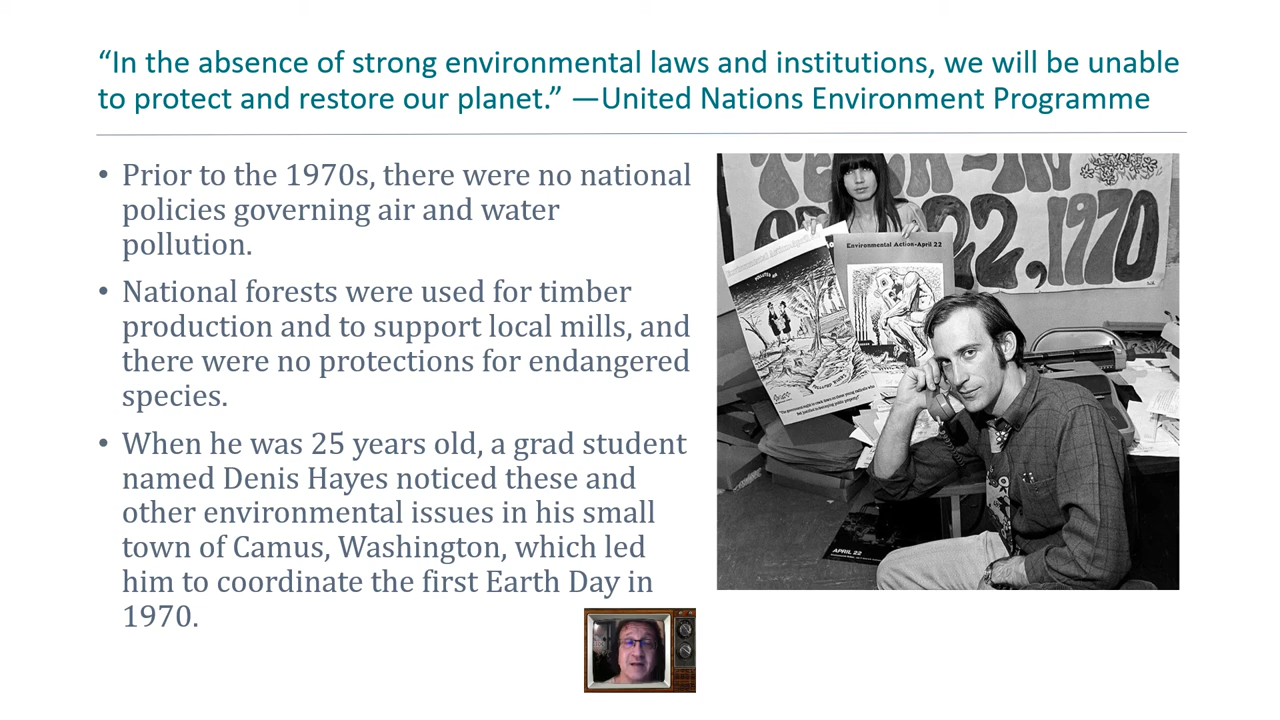 “In the absence of strong environmental laws and institutions, we will be unable
to protect and restore our planet.” —United Nations Environment Programme
• Prior to the 1970s, there were no national
policies governing air and water
pollution.
• National forests were used for timber
production and to support local mills, and
there were no protections for endangered
species.
• When he was 25 years old, a grad student
named Denis Hayes noticed these and
other environmental issues in his small
town of Camus, Washington, which led
him to coordinate the first Earth Day in
1970.
TEACH-IN
22, 1970
Environmental Action-April 22
APRIL 22